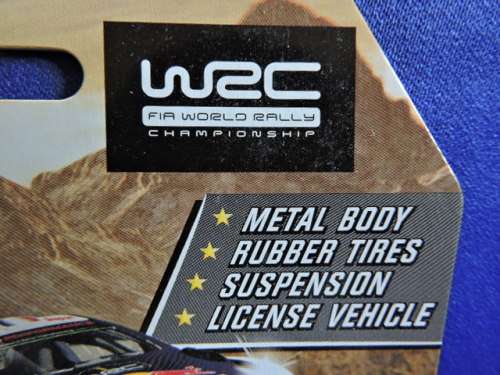 WRC
FIA WORLD RALLY
CHAMPIONSHIP
METAL BODY
RUBBER TIRES
SUSPENSION
LICENSE VEHICLE